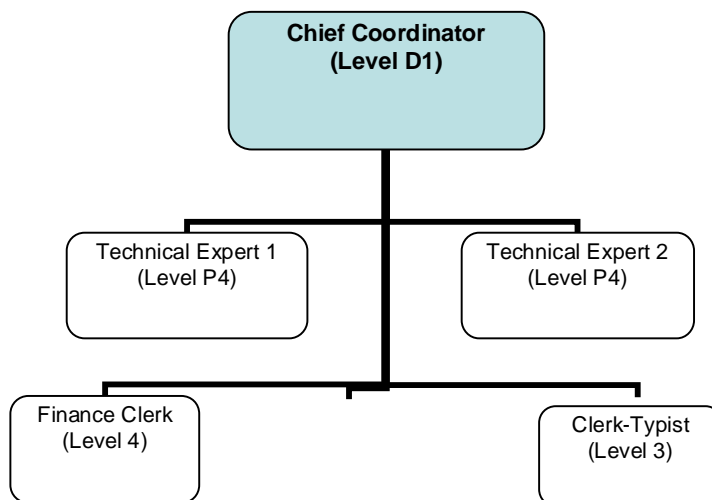 Chief Coordinator
(Level D1)
Technical Expert 1
(Level P4)
Technical Expert 2
(Level P4)
Finance Clerk
(Level 4)
Clerk-Typist
(Level 3)